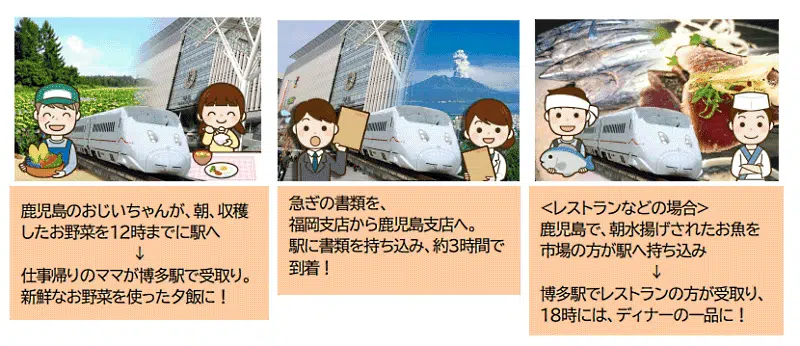 鹿児島のおじいちゃんが、朝、収穫
したお野菜を12時までに駅へ
↓
仕事帰りのママが博多駅で受取り。
新鮮なお野菜を使った夕飯に！
急ぎの書類を、
福岡支店から鹿児島支店へ。
駅に書類を持ち込み、約3時間で
到着！
＜レストランなどの場合＞
鹿児島で、朝水揚げされたお魚を
市場の方が駅へ持ち込み
↓
博多駅でレストランの方が受取り、
18時には、ディナーの一品に！